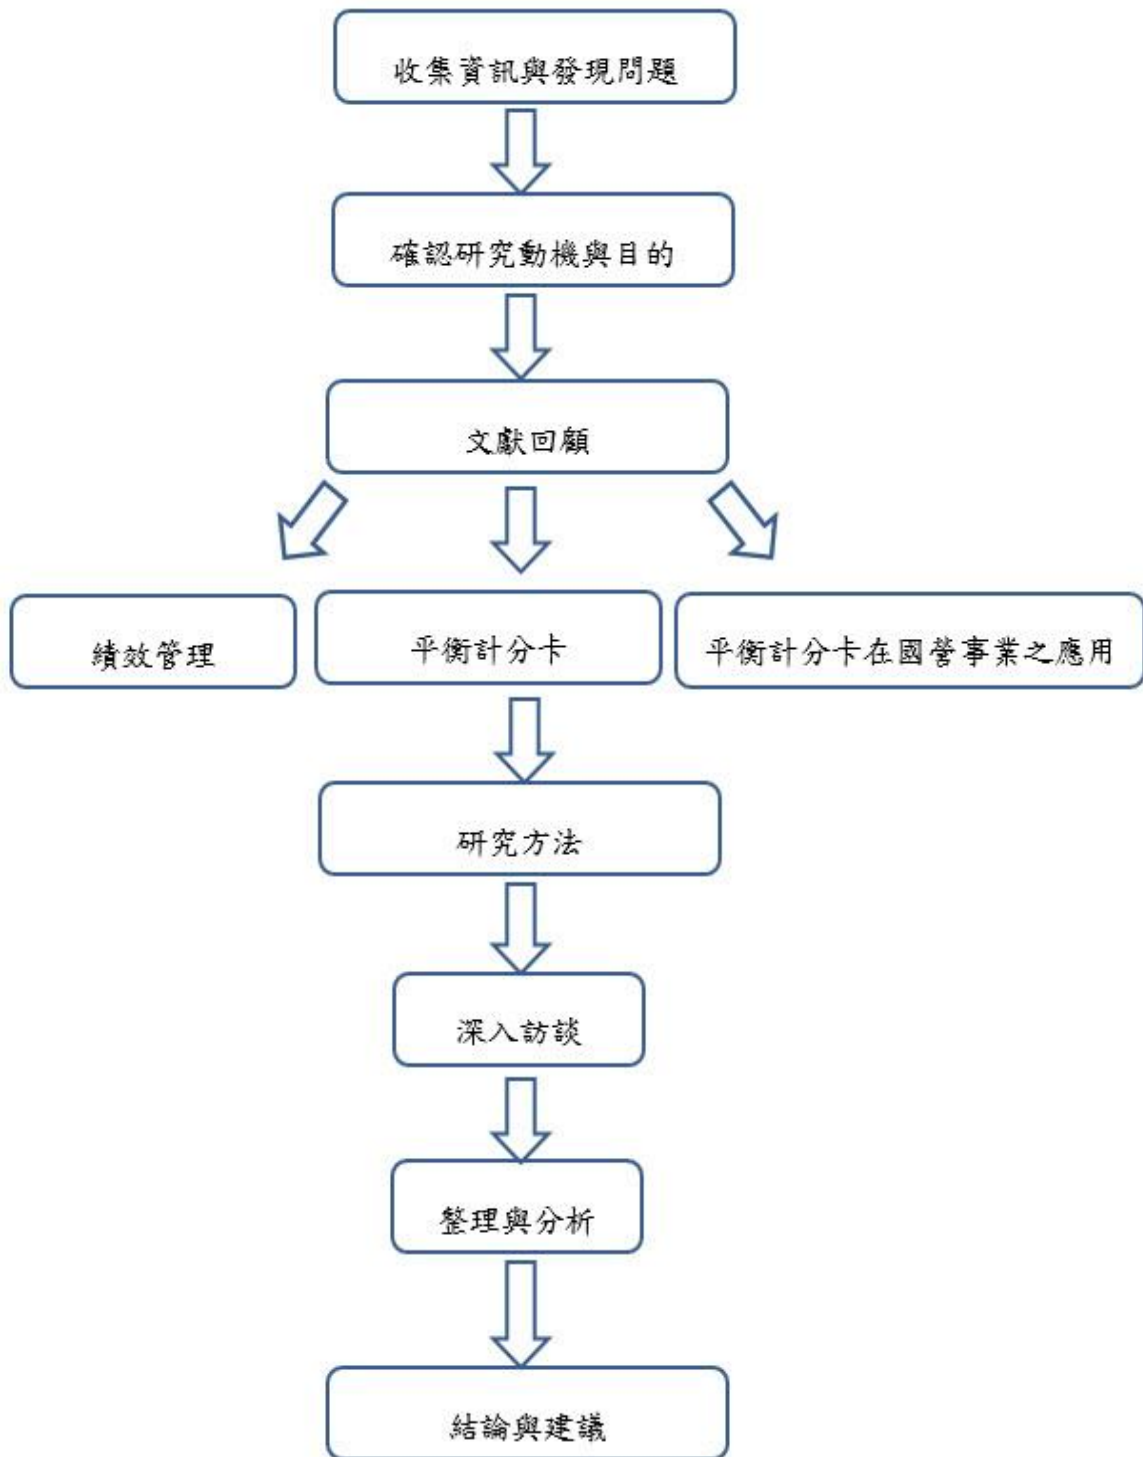 收集資訊與發現問題
確認研究動機與目的
文獻回顧
績效管理
平衡計分卡
平衡計分卡在國營事業之應用
研究方法
深入訪談
整理與分析
結論與建議